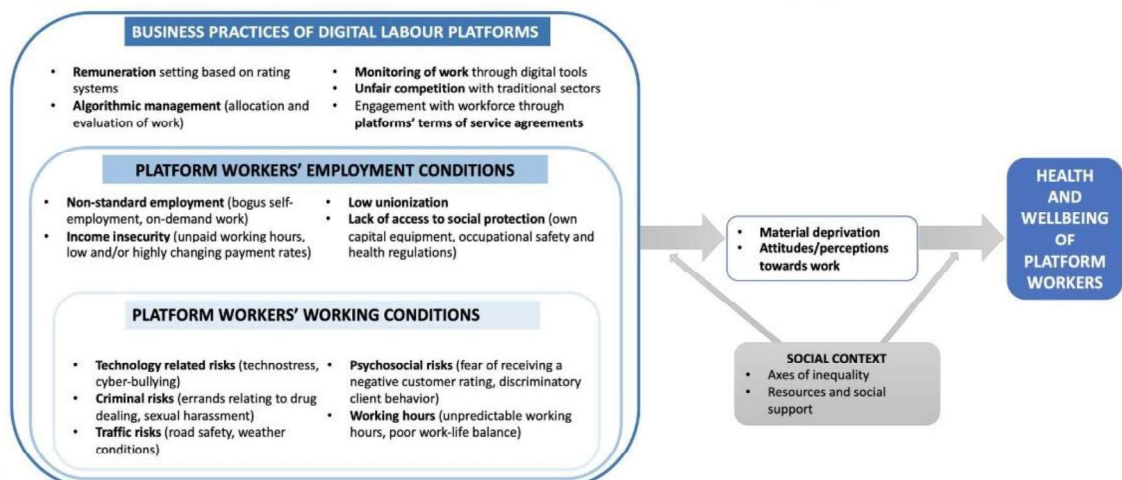 BUSINESS PRACTICES OF DIGITAL LABOUR PLATFORMS
• Remuneration setting based on rating
systems
• Algorithmic management (allocation and
evaluation of work)
• Monitoring of work through digital tools
• Unfair competition with traditional sectors
• Engagement with workforce through
platforms' terms of service agreements
PLATFORM WORKERS' EMPLOYMENT CONDITIONS
• Non-standard employment (bogus self-
employment, on-demand work)
• Income insecurity (unpaid working hours,
low and/or highly changing payment rates)
• Low unionization
• Lack of access to social protection (own
capital equipment, occupational safety and
health regulations)
PLATFORM WORKERS' WORKING CONDITIONS
• Technology related risks (technostress,
cyber-bullying)
• Criminal risks (errands relating to drug
dealing, sexual harassment)
• Traffic risks (road safety, weather
conditions)
• Psychosocial risks (fear of receiving a
negative customer rating, discriminatory
client behavior)
• Working hours (unpredictable working
hours, poor work-life balance)
• Material deprivation
• Attitudes/perceptions
towards work
SOCIAL CONTEXT
• Axes of inequality
• Resources and social
support
HEALTH
AND
WELLBEING
OF
PLATFORM
WORKERS